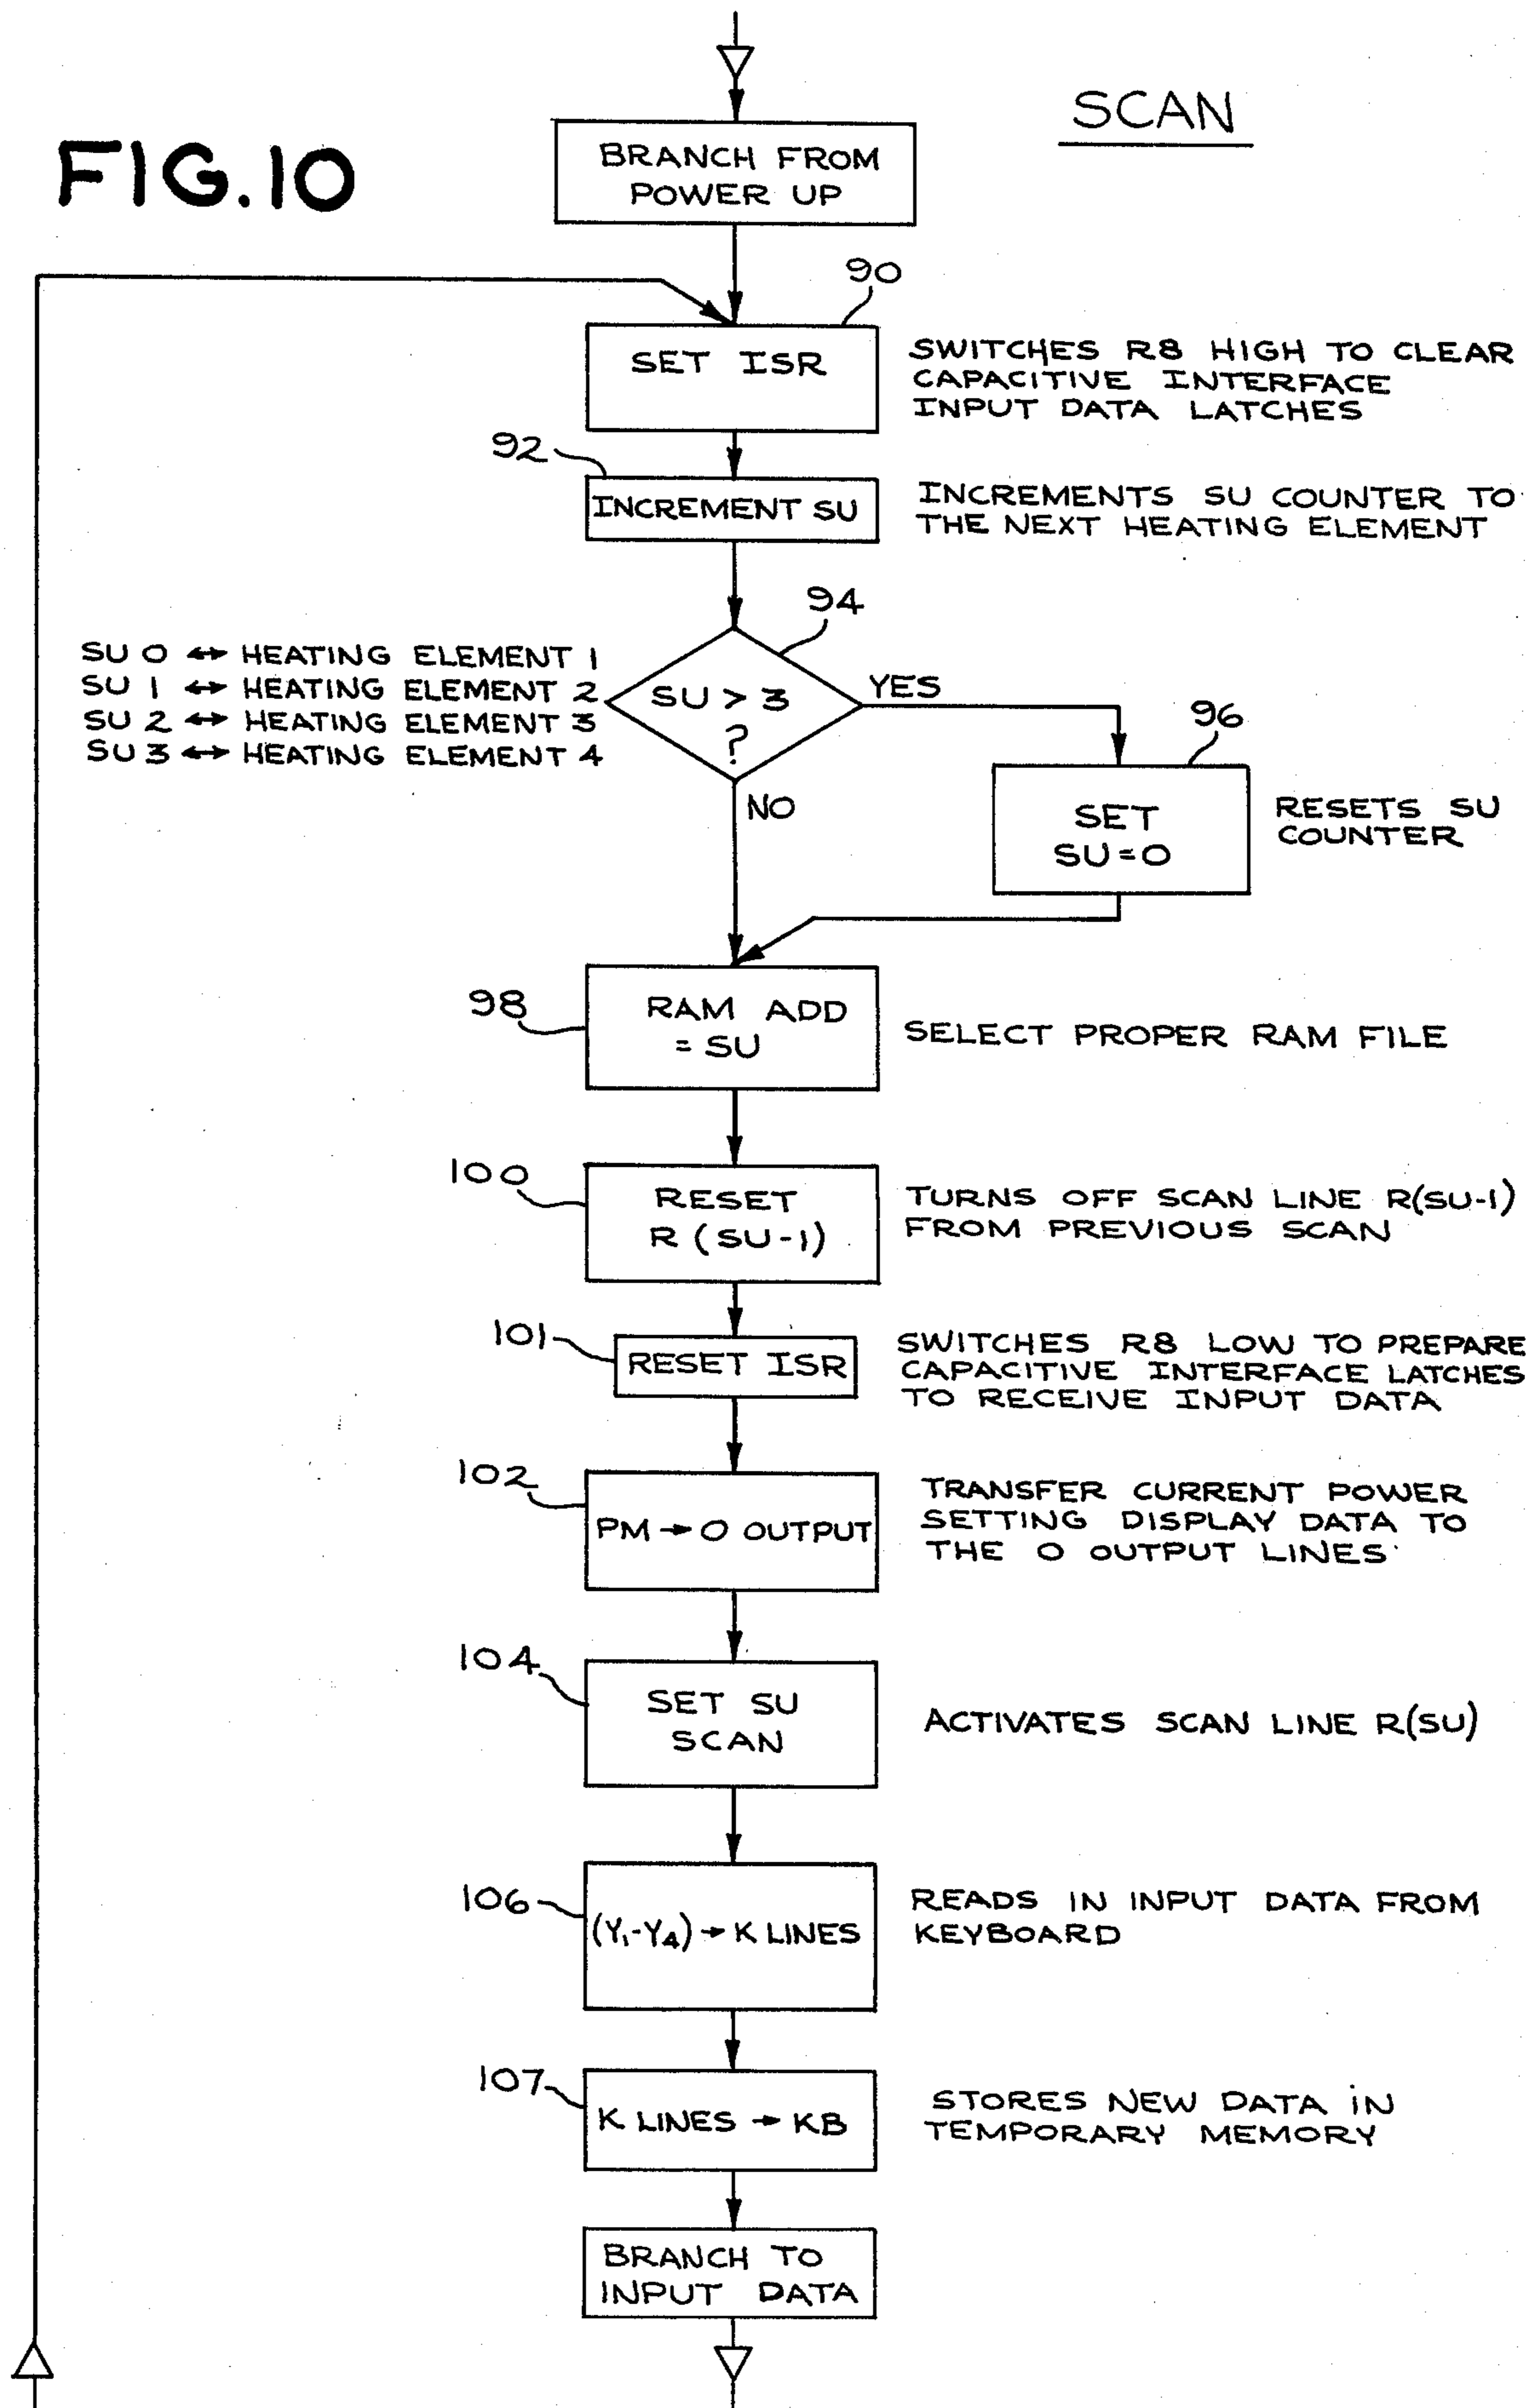 SCAN
FIG.10
BRANCH FROM
POWER UP
90
SET ISR
SWITCHES R8 HIGH TO CLEAR
CAPACITIVE INTERFACE
INPUT DATA LATCHES
92
INCREMENT SU
INCREMENTS SU COUNTER TO
THE NEXT HEATING ELEMENT
94
SU 0 ↔ HEATING ELEMENT 1
SU 1 ↔ HEATING ELEMENT 2
SU 2 ↔ HEATING ELEMENT 3
SU 3 ↔ HEATING ELEMENT 4
SU > 3
?
YES
NO
96
SET
SU=0
RESETS SU
COUNTER
98
RAM ADD
= SU
SELECT PROPER RAM FILE
100
RESET
R (SU-1)
TURNS OFF SCAN LINE R(SU-1)
FROM PREVIOUS SCAN
101
RESET ISR
SWITCHES R8 LOW TO PREPARE
CAPACITIVE INTERFACE LATCHES
TO RECEIVE INPUT DATA
102
PM → O OUTPUT
TRANSFER CURRENT POWER
SETTING DISPLAY DATA TO
THE O OUTPUT LINES
104
SET SU
SCAN
ACTIVATES SCAN LINE R(SU)
106
(Y₁-Y₄) → K LINES
READS IN INPUT DATA FROM
KEYBOARD
107
K LINES → KB
STORES NEW DATA IN
TEMPORARY MEMORY
BRANCH TO
INPUT DATA